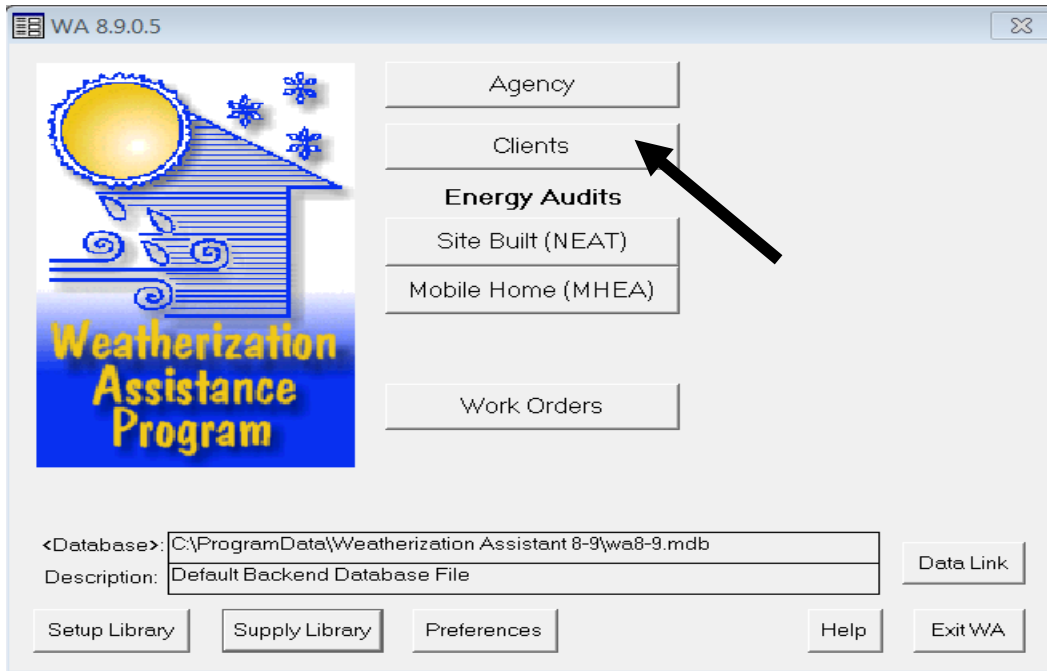 WA 8.9.0.5
Agency
Clients
Energy Audits
Site Built (NEAT)
Mobile Home (MHEA)
Work Orders
Weatherization
Assistance
Program
<Database>: C:\ProgramData\Weatherization Assistant 8-9\wa8-9.mdb
Description: Default Backend Database File
Data Link
Setup Library Supply Library Preferences Help Exit WA